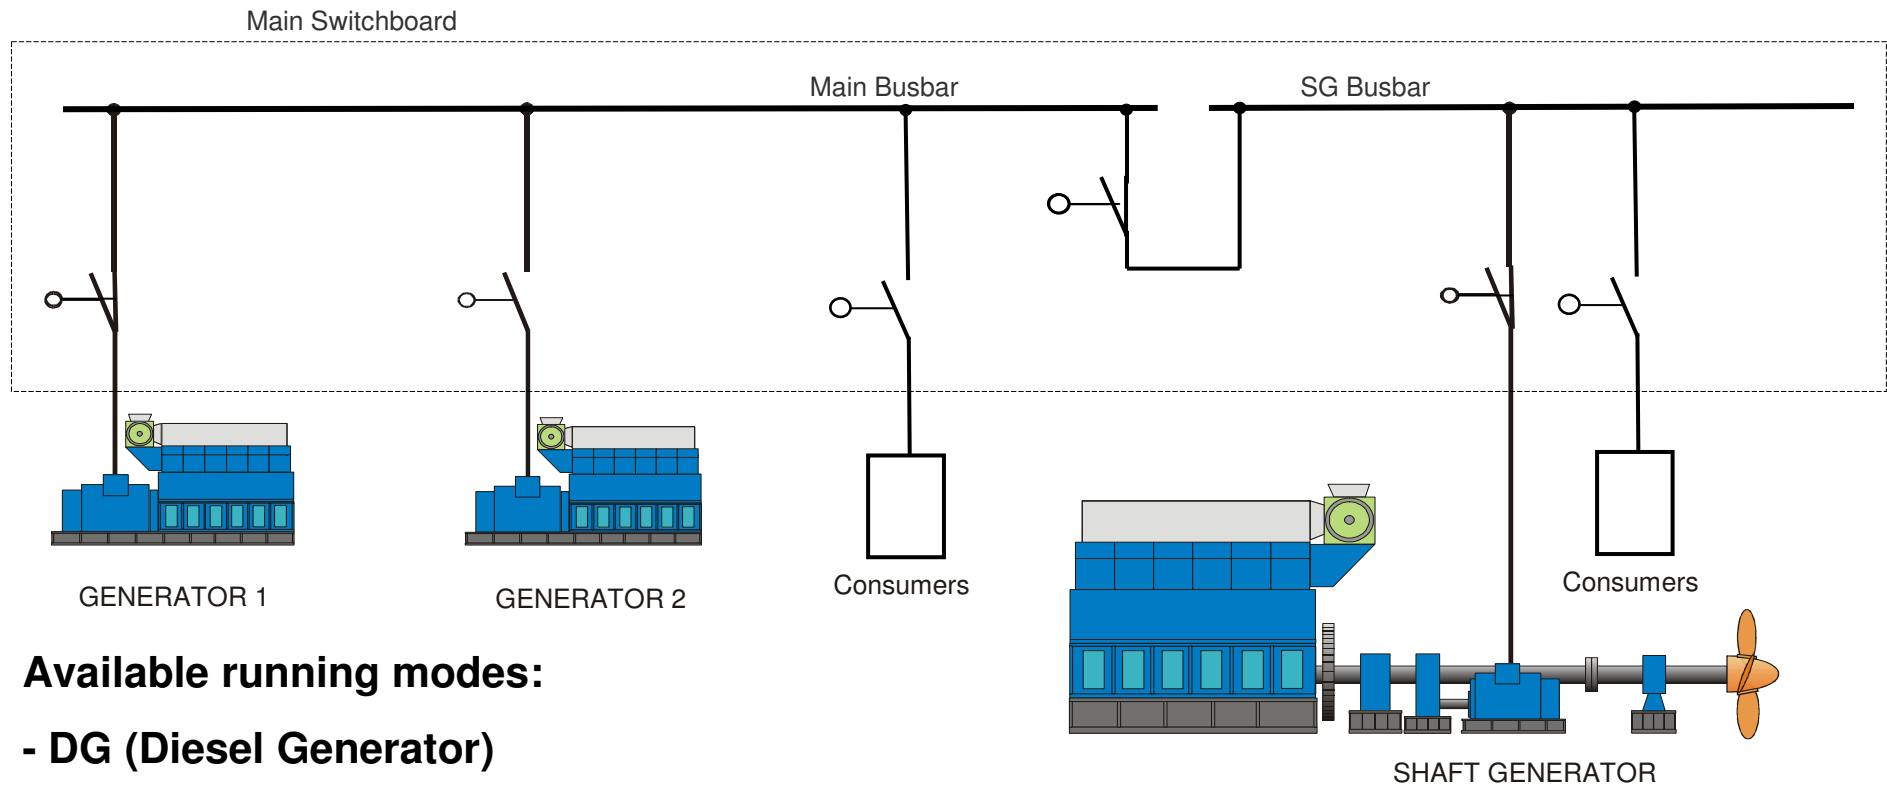 Main Switchboard
Main Busbar
SG Busbar
GENERATOR 1
GENERATOR 2
Consumers
Consumers
SHAFT GENERATOR
Available running modes:
- DG (Diesel Generator)